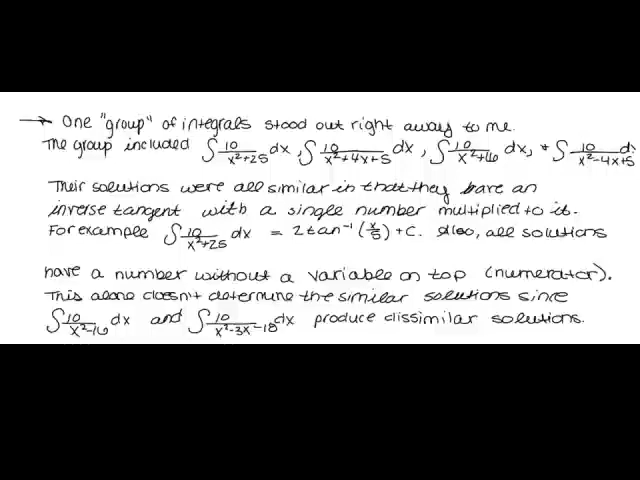 → One "group" of integrals stood out right away to me.
The group included ∫ 10/(x²+25) dx, ∫ 10/(x²+4x+5) dx, ∫ 10/(x²+16) dx, + ∫ 10/(x²-4x+5) dx
Their solutions were all similar in that they have an
inverse tangent with a single number multiplied to it.
For example ∫ 10/(x²+25) dx = 2tan⁻¹(x/5)+C. Also, all solutions
have a number without a variable on top (numerator).
This alone doesn't determine the similar solutions since
∫ 10/(x²-16) dx and ∫ 10/(x²-3x-18) dx produce dissimilar solutions.